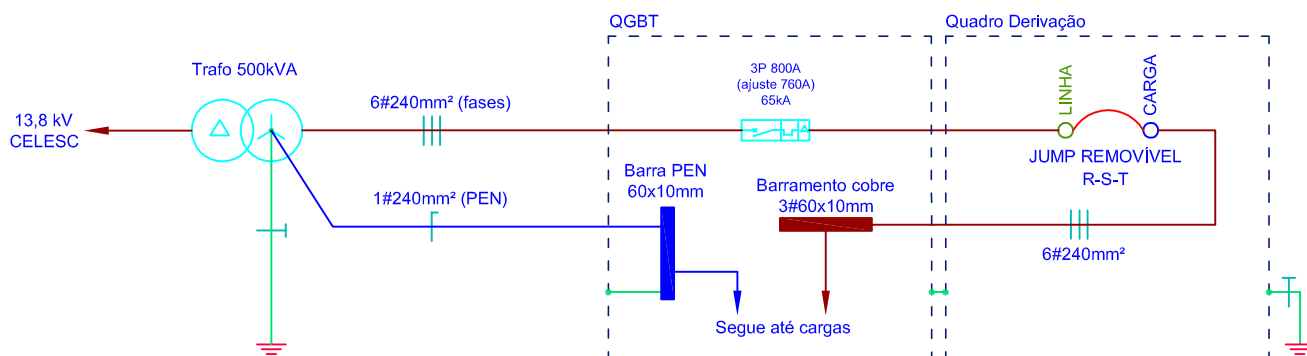 QGBT
Quadro Derivação
Trafo 500kVA
3P 800A
(ajuste 760A)
65kA
LINHA
CARGA
6#240mm² (fases)
13,8 kV
CELESC
JUMP REMOVÍVEL
R-S-T
Barra PEN
60x10mm
Barramento cobre
3#60x10mm
1#240mm² (PEN)
6#240mm²
Segue até cargas